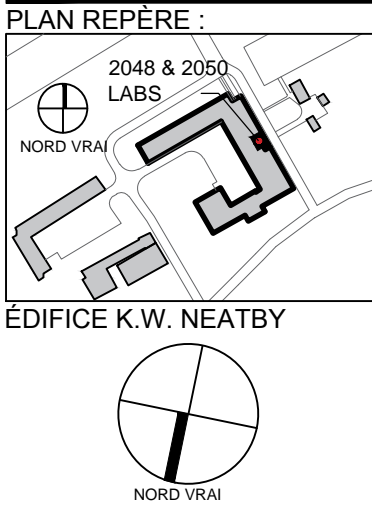 PLAN REPÈRE :
2048 & 2050
LABS
NORD VRAI
ÉDIFICE K.W. NEATBY
NORD VRAI